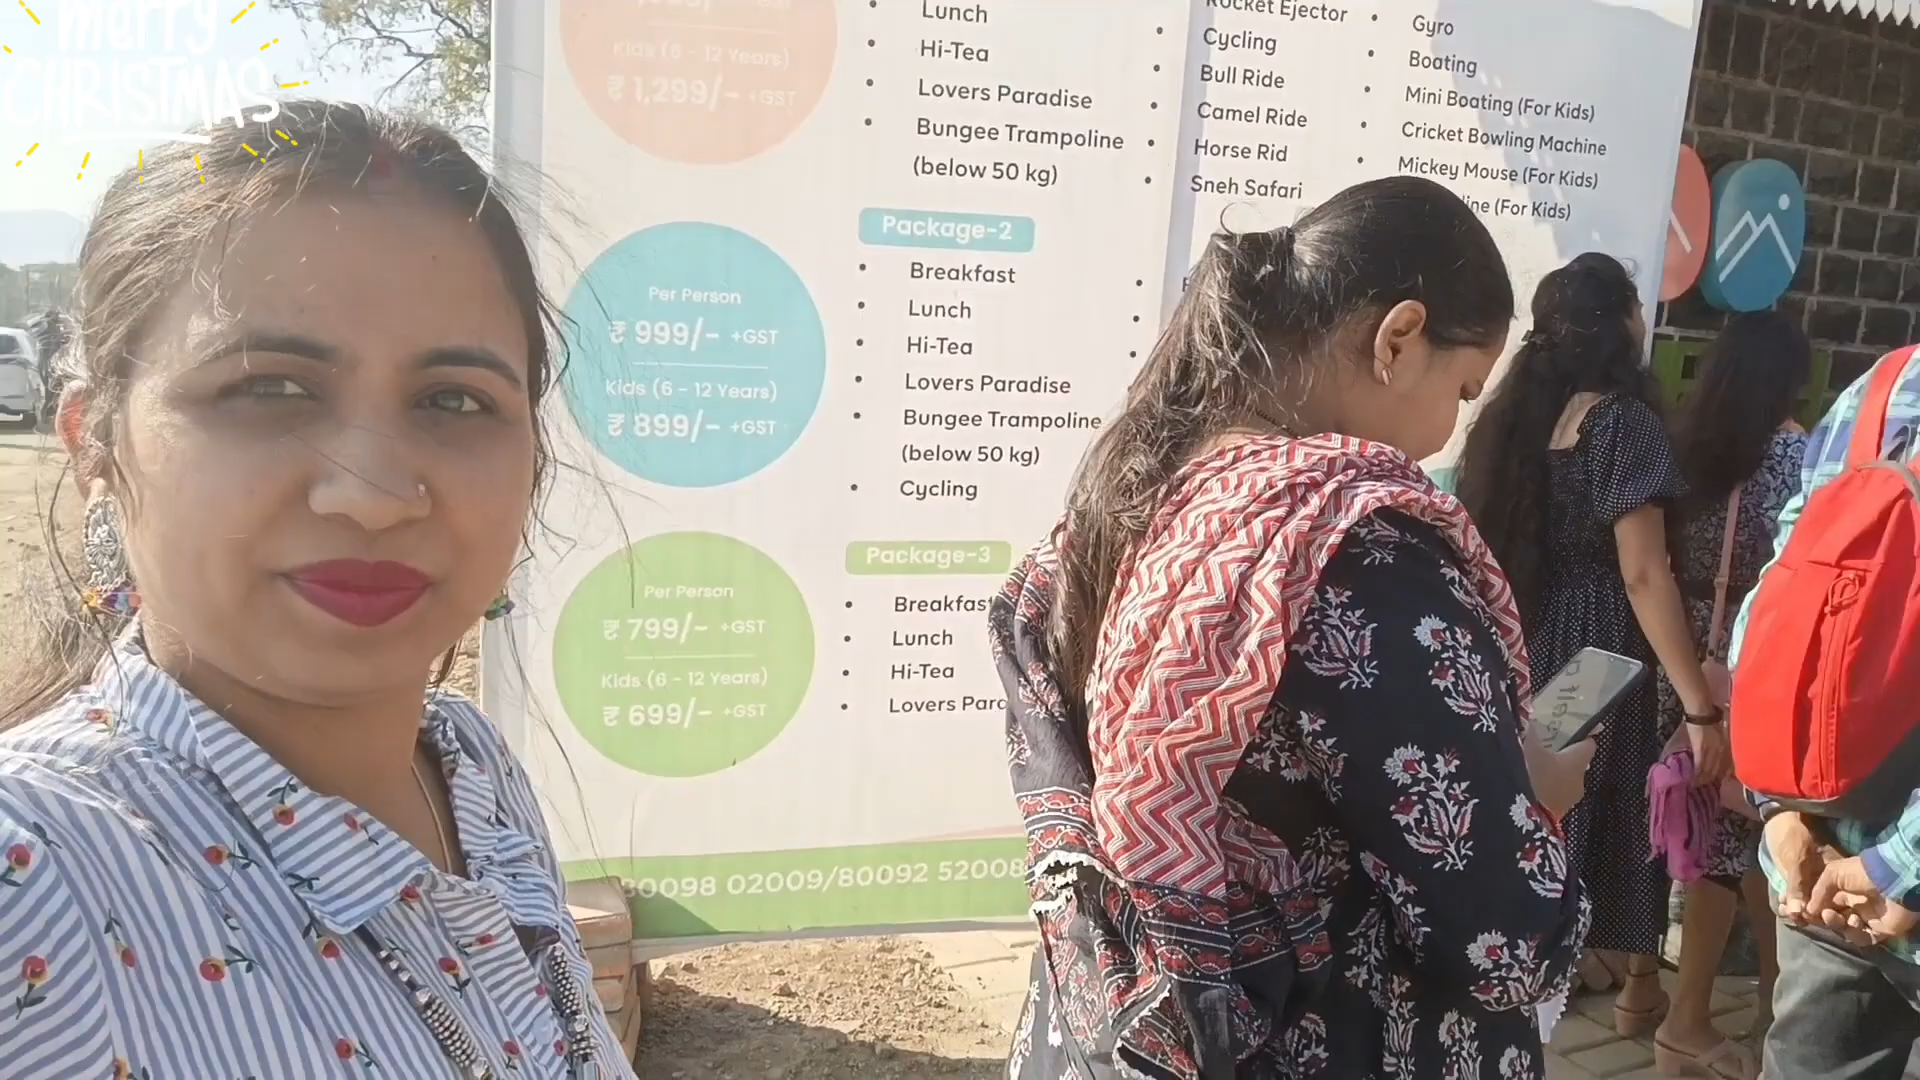 merry
CHRISTMAS
Kids (6 - 12 Years)
₹ 1,299/- +GST
Lunch
Hi-Tea
Lovers Paradise
Bungee Trampoline
(below 50 kg)
Rocket Ejector
Cycling
Bull Ride
Camel Ride
Horse Rid
Sneh Safari
Gyro
Boating
Mini Boating (For Kids)
Cricket Bowling Machine
Mickey Mouse (For Kids)
(For Kids)
Package-2
Per Person
₹ 999/- +GST
Kids (6 - 12 Years)
₹ 899/- +GST
Breakfast
Lunch
Hi-Tea
Lovers Paradise
Bungee Trampoline
(below 50 kg)
Cycling
Package-3
Per Person
₹ 799/- +GST
Kids (6 - 12 Years)
₹ 699/- +GST
Breakfast
Lunch
Hi-Tea
Lovers
80098 02009/80092 52008